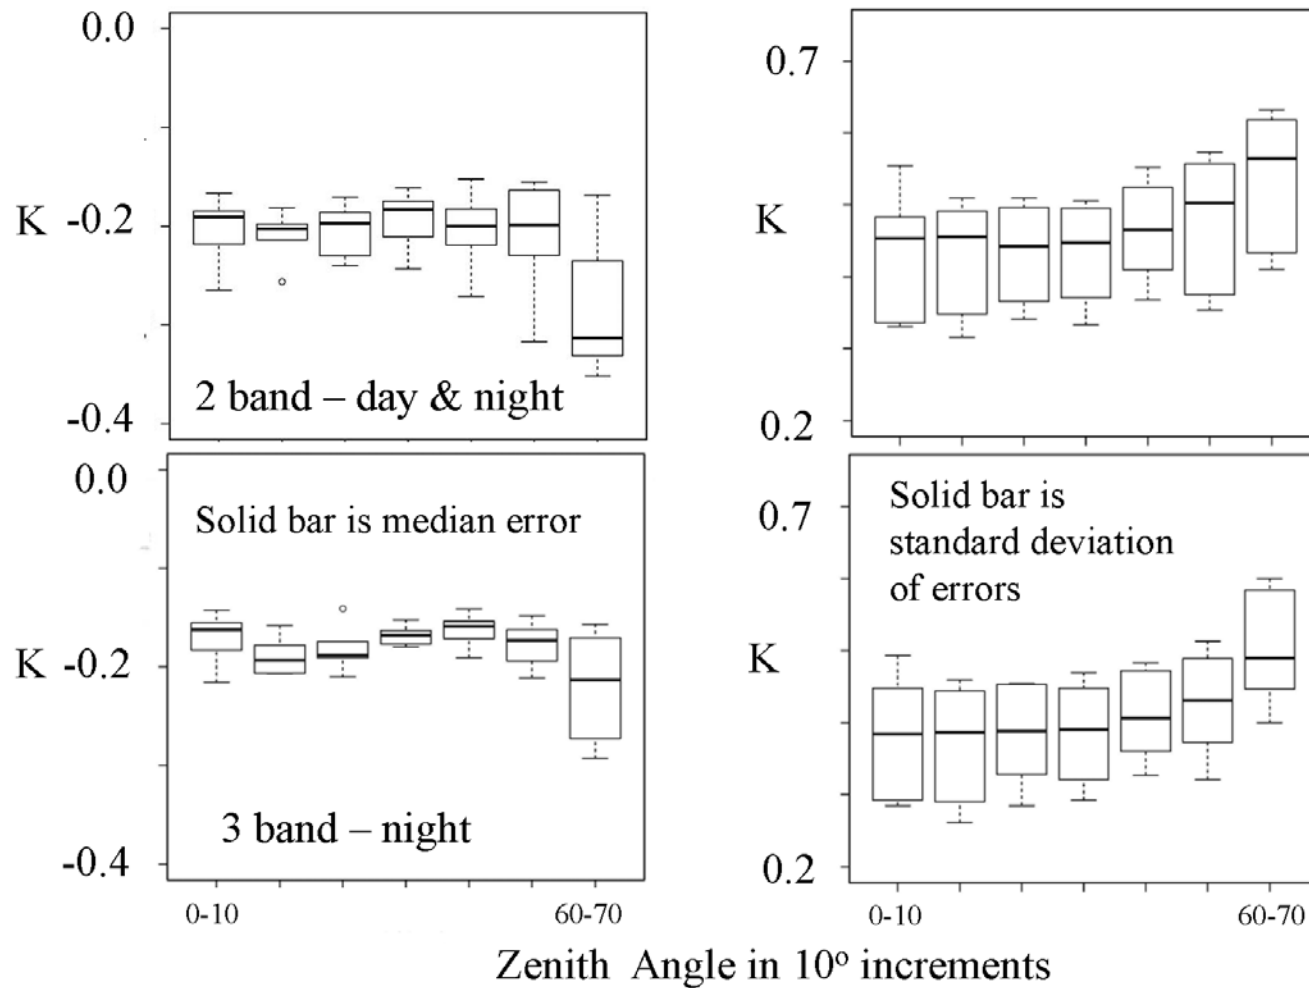 0.0
K -0.2
-0.4
2 band – day & night
0.7
K
0.2
0.0
Solid bar is median error
K -0.2
-0.4
3 band – night
0-10
60-70
0.7
Solid bar is
standard deviation
of errors
K
0.2
0-10
60-70
Zenith Angle in 10º increments